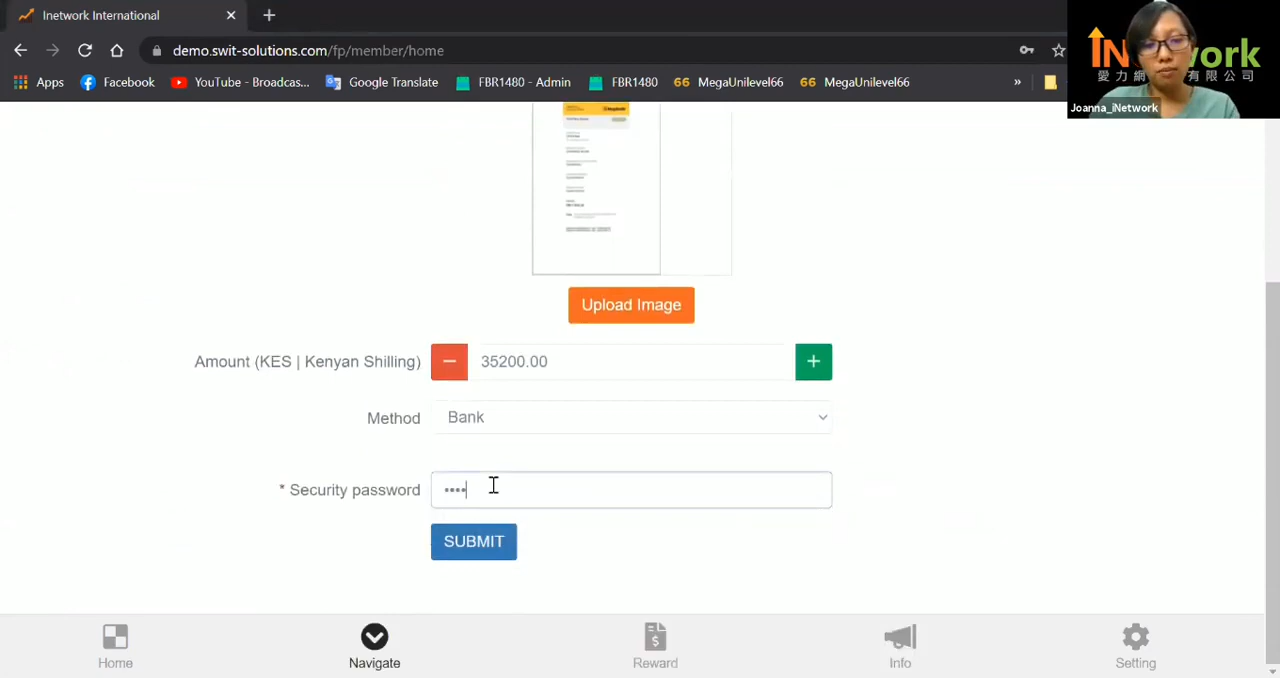 Inetwork International
demo.swit-solutions.com/fp/member/home
Apps
Facebook
YouTube - Broadcas...
Google Translate
BR1480 - Admin
FBR1480
66 MegaUnilevel66
66 MegaUnilevel66
»
iNetwork
愛力網 有限公司
Joanna_iNetwork
Upload Image
Amount (KES | Kenyan Shilling) − 35200.00 +
Method Bank
* Security password ••••
SUBMIT
Home
Navigate
Reward
Info
Setting